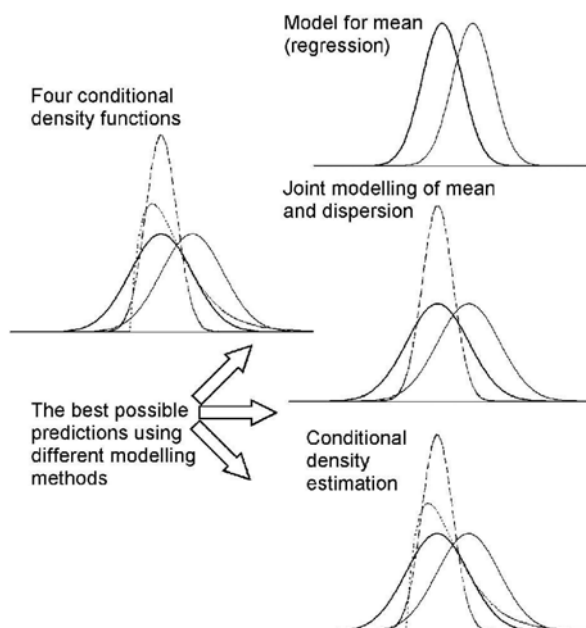 Model for mean
(regression)
Four conditional
density functions
Joint modelling of mean
and dispersion
The best possible
predictions using
different modelling
methods
Conditional
density
estimation